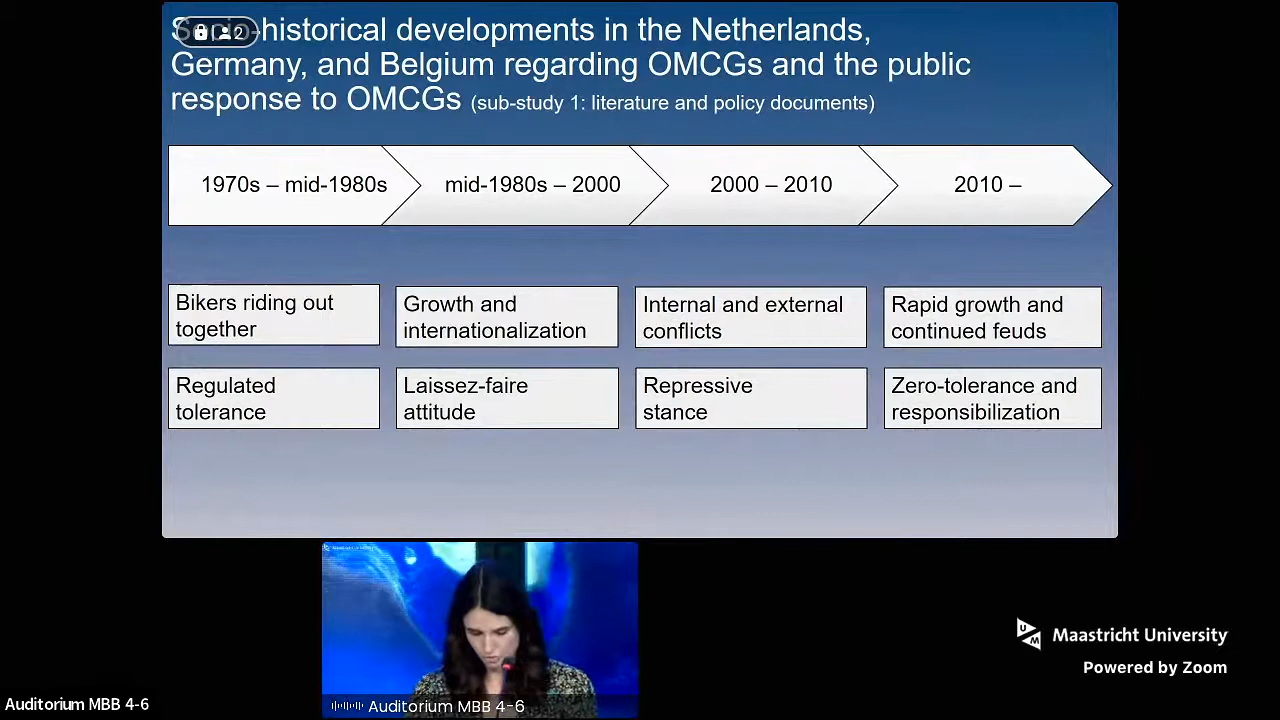 Socio-historical developments in the Netherlands,
Germany, and Belgium regarding OMCGs and the public
response to OMCGs (sub-study 1: literature and policy documents)
2
1970s – mid-1980s
mid-1980s – 2000
2000 – 2010
2010 –
Bikers riding out
together
Growth and
internationalization
Internal and external
conflicts
Rapid growth and
continued feuds
Regulated
tolerance
Laissez-faire
attitude
Repressive
stance
Zero-tolerance and
responsibilization
UM
Maastricht University
Powered by Zoom
Auditorium MBB 4-6
Auditorium MBB 4-6